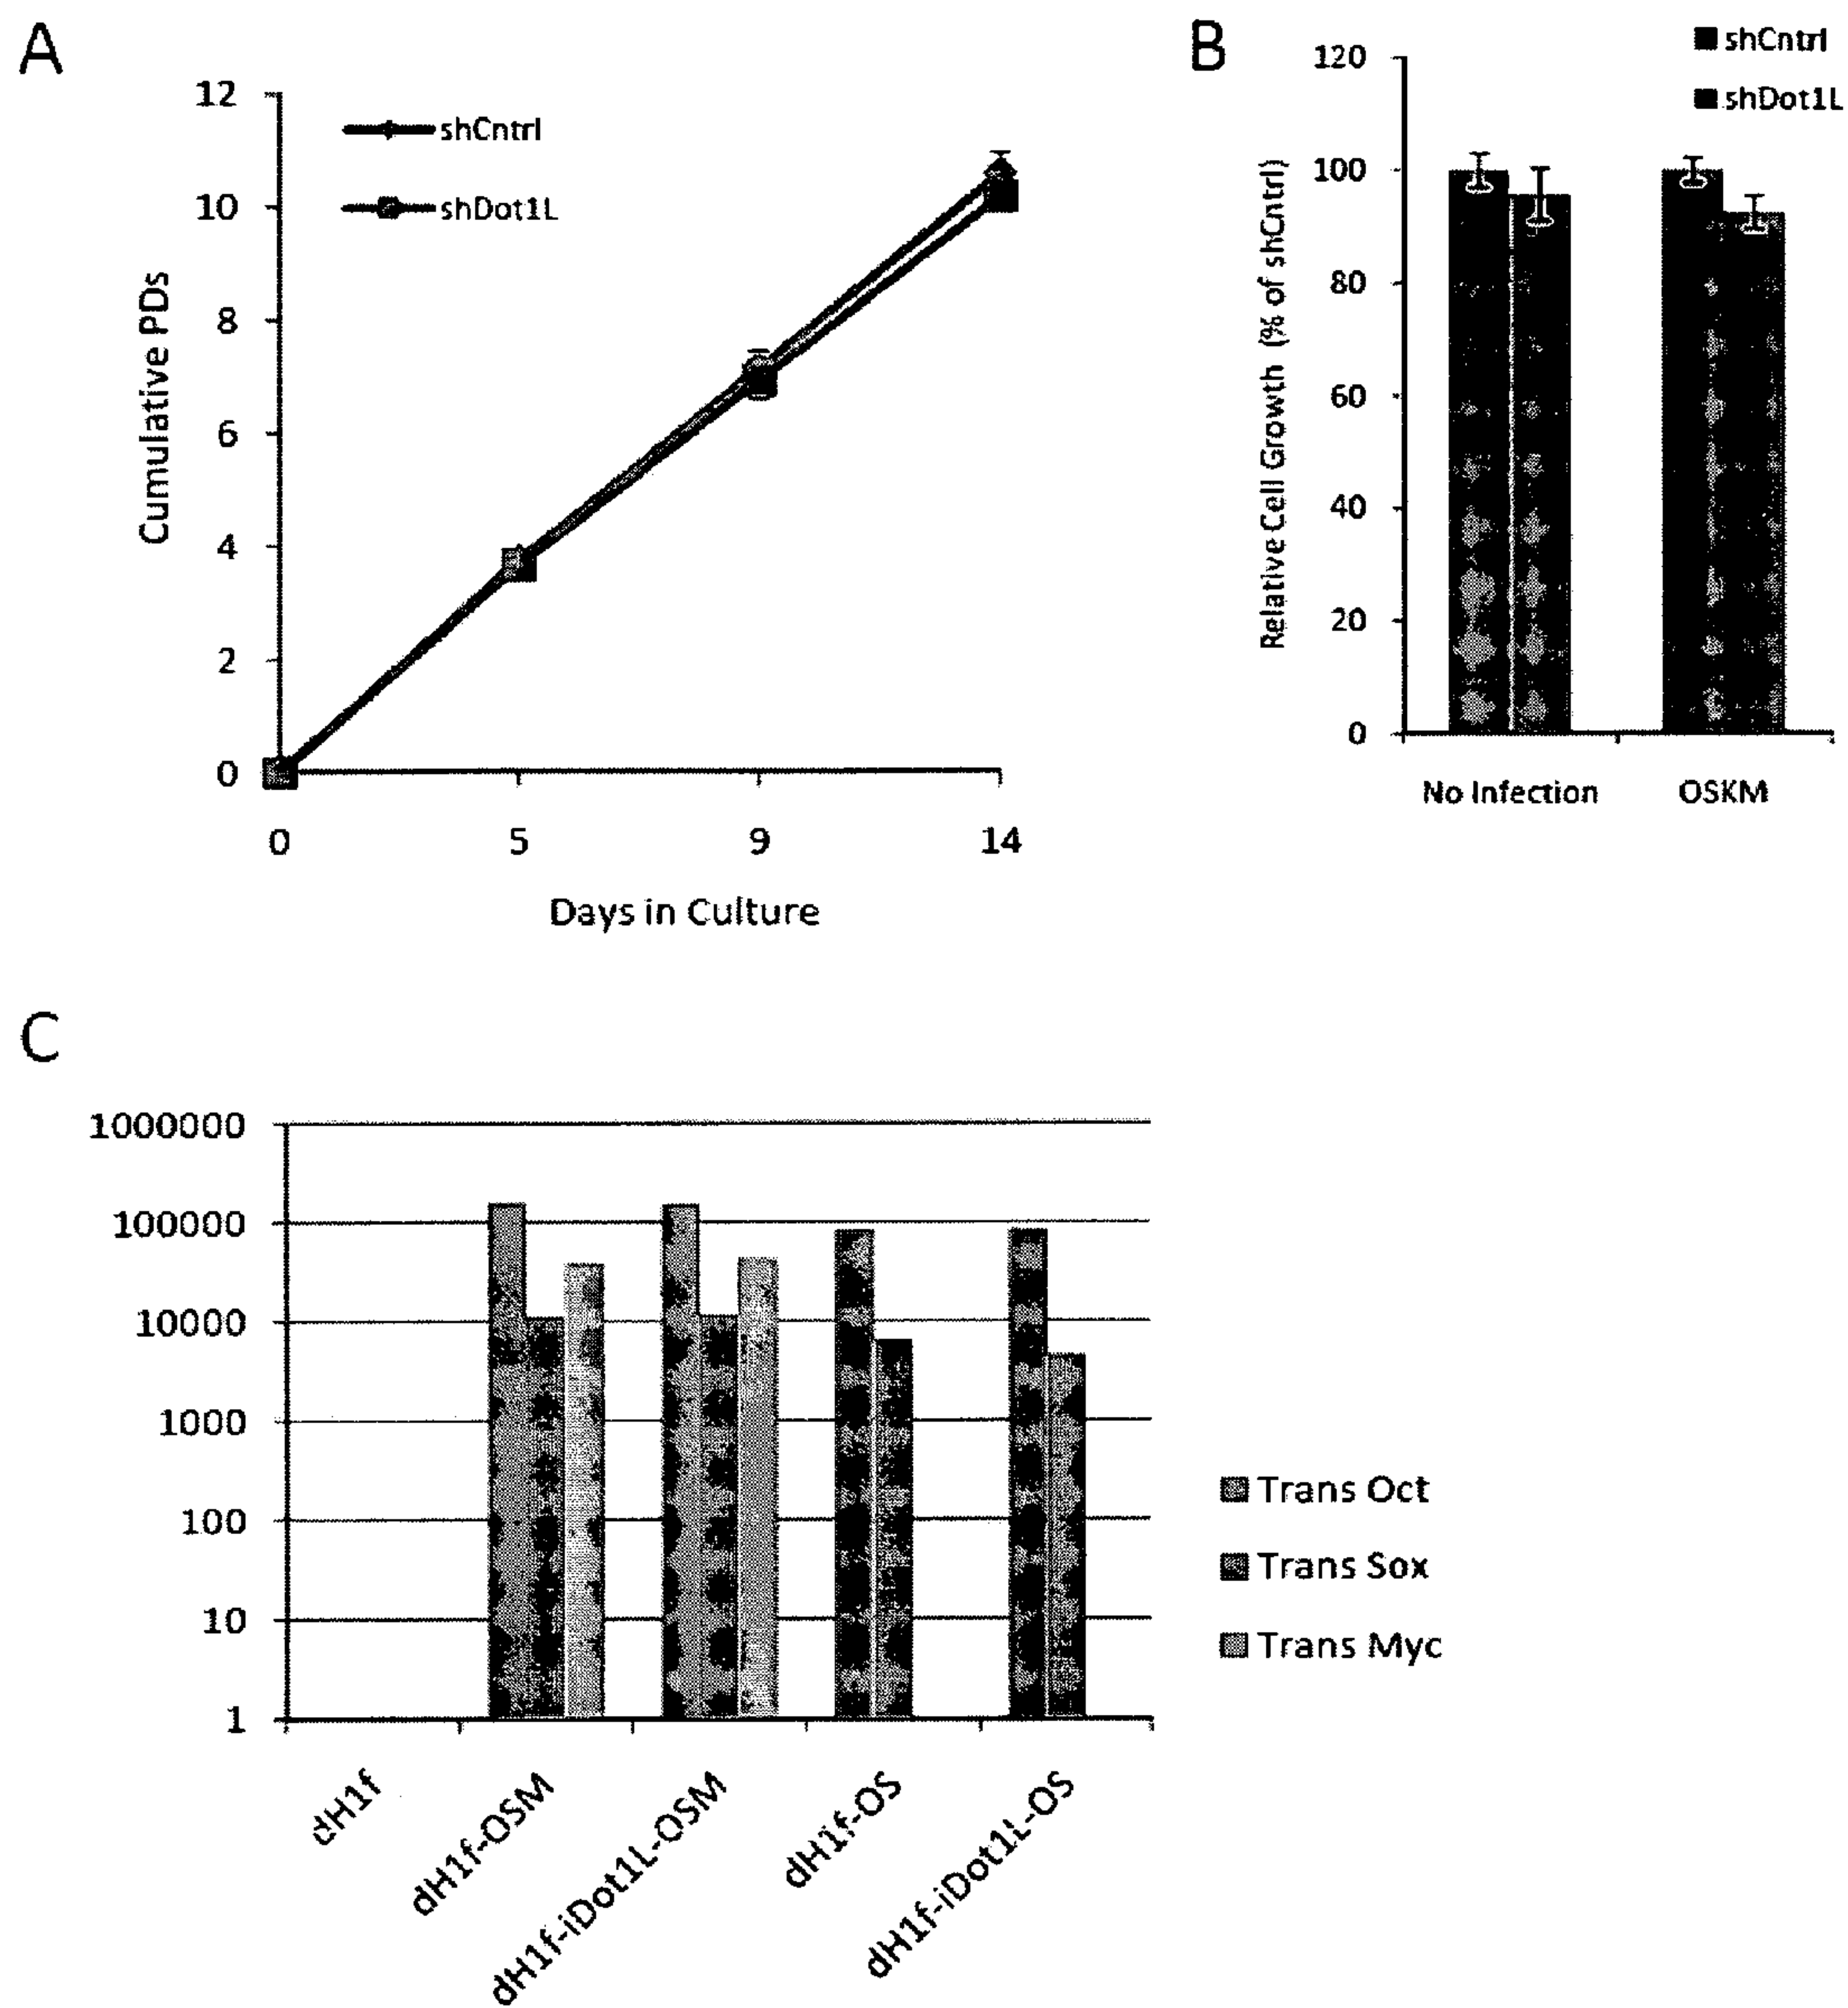 A
12
10
8
6
4
2
0
shCntrl
shDot1L
Cumulative PDs
0 5 9 14
Days in Culture
B
shCntrl
shDot1L
120
100
80
60
40
20
0
Relative Cell Growth (% of shCntrl)
No Infection OSKM
C
1000000
100000
10000
1000
100
10
1
dH1f
dH1f-OSM
dH1f-iDot1L-OSM
dH1f-OS
dH1f-iDot1L-OS
Trans Oct
Trans Sox
Trans Myc